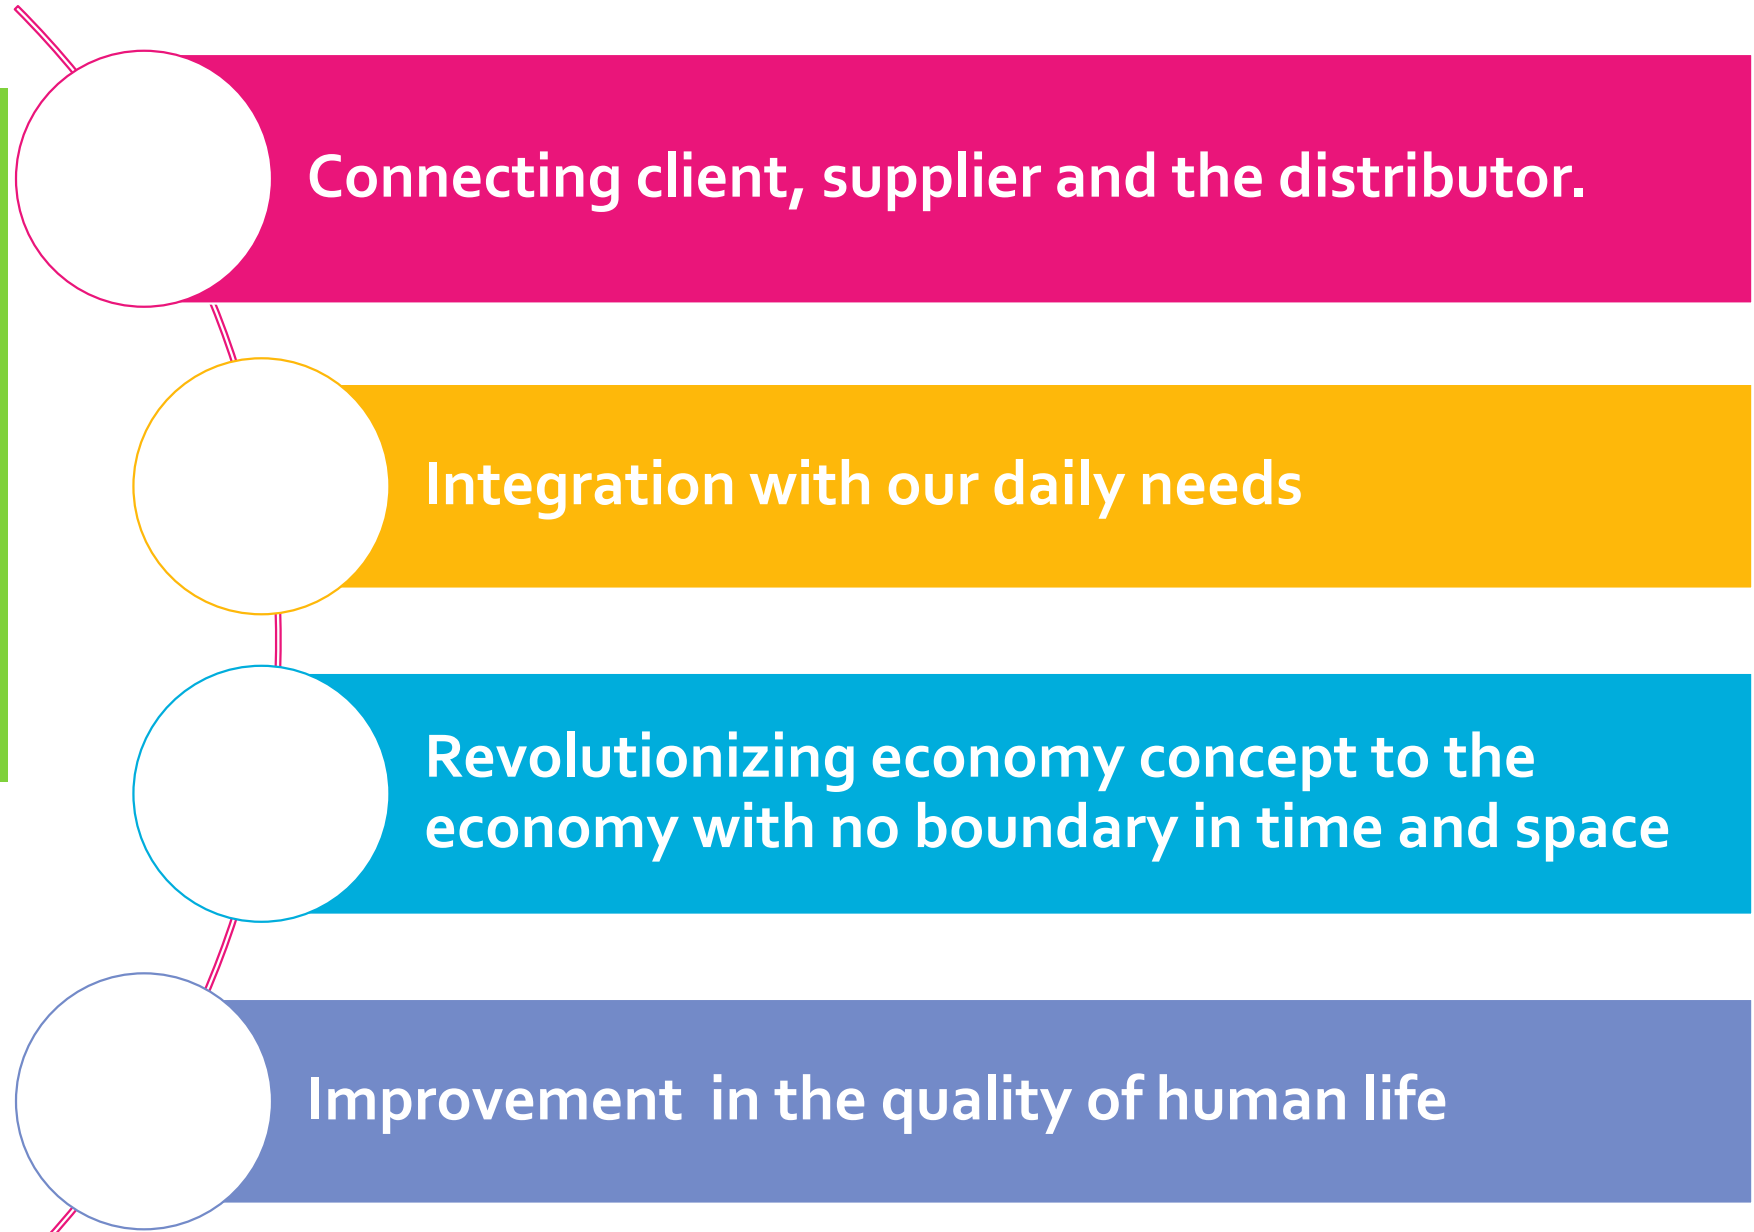 Connecting client, supplier and the distributor.
Integration with our daily needs
Revolutionizing economy concept to the
economy with no boundary in time and space
Improvement  in the quality of human life